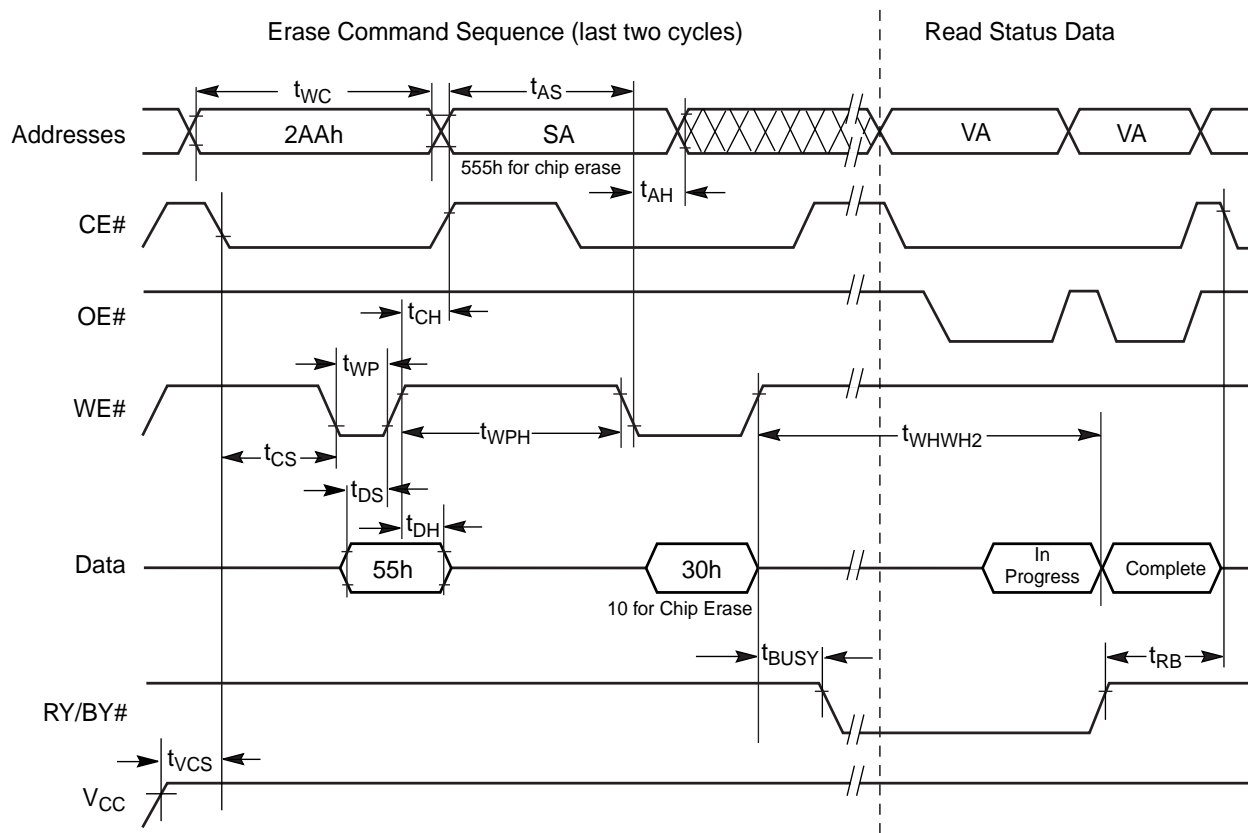 Erase Command Sequence (last two cycles) Read Status Data
tWC tAS
Addresses 2AAh SA VA VA
555h for chip erase
tAH
CE#
OE#
tCH
tWP
WE#
tWPH tWHWH2
tCS
tDS
tDH
Data 55h 30h In Progress Complete
10 for Chip Erase
tBUSY tRB
RY/BY#
tVCS
VCC